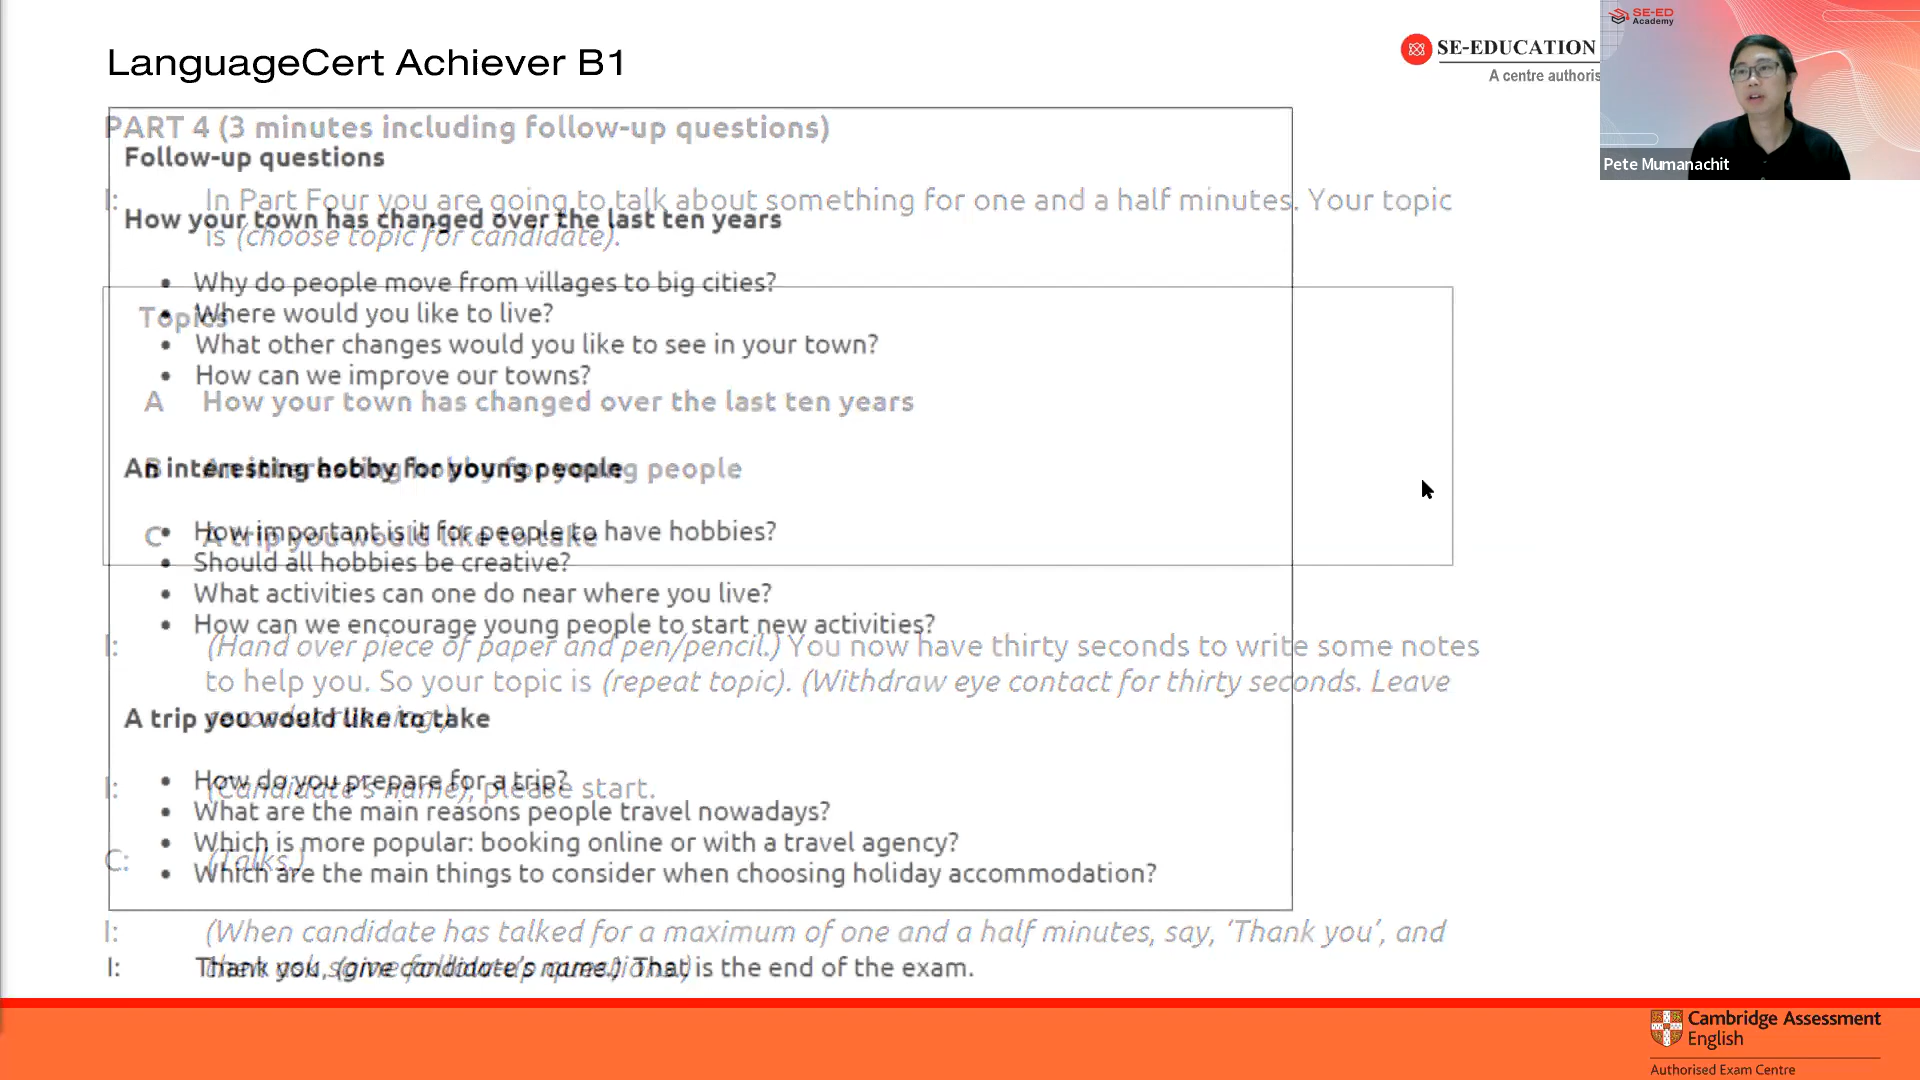 LanguageCert Achiever B1
SE-EDUCATION
A centre authoris
SE-ED
Academy
Pete Mumanachit
PART 4 (3 minutes including follow-up questions)
Follow-up questions
I: In Part Four you are going to talk about something for one and a half minutes. Your topic
is (choose topic for candidate).
How your town has changed over the last ten years
• Why do people move from villages to big cities?
Topics
• Where would you like to live?
• What other changes would you like to see in your town?
• How can we improve our towns?
A How your town has changed over the last ten years
An interesting hobby for young people
B An interesting hobby for young people
• How important is it for people to have hobbies?
C A trip you would like to take
• Should all hobbies be creative?
• What activities can one do near where you live?
• How can we encourage young people to start new activities?
I: (Hand over piece of paper and pen/pencil.) You now have thirty seconds to write some notes
to help you. So your topic is (repeat topic). (Withdraw eye contact for thirty seconds. Leave
recorder running.)
A trip you would like to take
• How do you prepare for a trip?
I: (Candidate's name), please start.
• What are the main reasons people travel nowadays?
• Which is more popular: booking online or with a travel agency?
C: (Talks.)
• Which are the main things to consider when choosing holiday accommodation?
I: (When candidate has talked for a maximum of one and a half minutes, say, 'Thank you', and
then ask some follow-up questions.)
I: Thank you, (give candidate's name.) That is the end of the exam.
Cambridge Assessment
English
Authorised Exam Centre